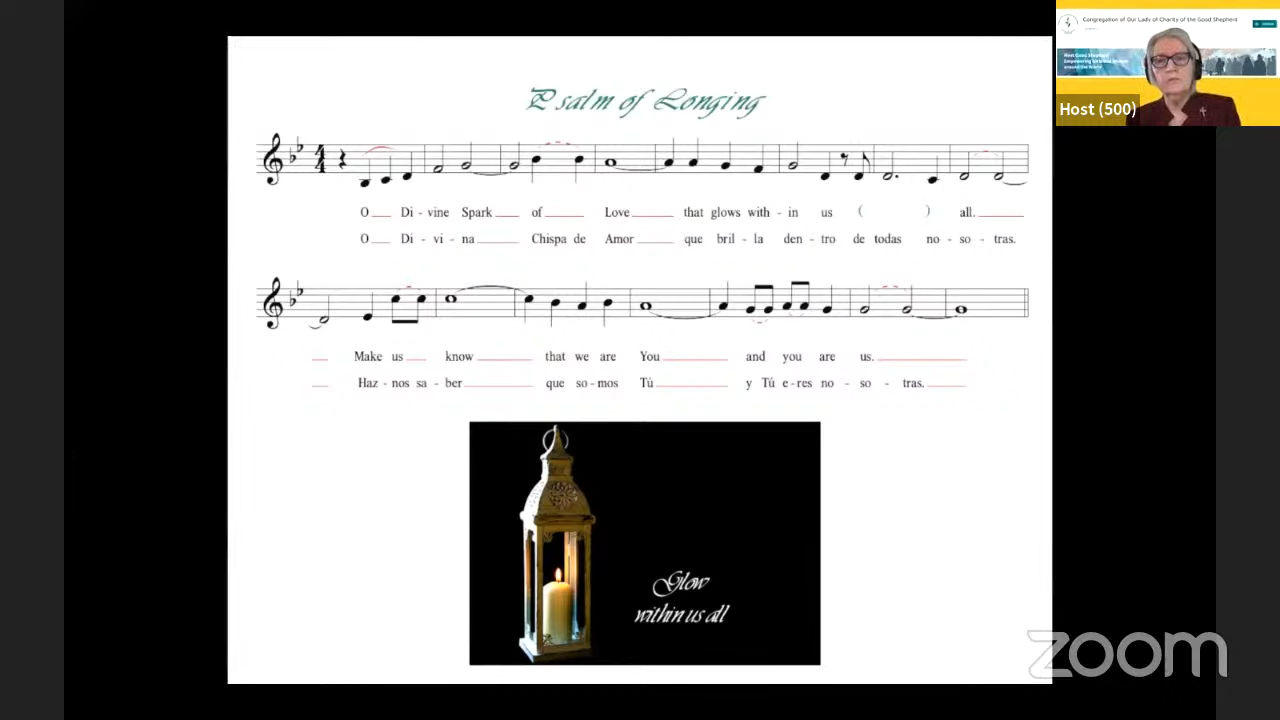 Congregation of Our Lady of Charity of the Good Shepherd
Host (500)
Psalm of Longing
4
4
O Di - vine Spark of Love that glows with - in us ( ) all.
O Di - vi - na Chispa de Amor que bril - la den - tro de todas no - so - tras.
Make us know that we are You and you are us.
Haz - nos sa - ber que so - mos Tú y Tú e - res no - so - tras.
Glow
within us all
zoom